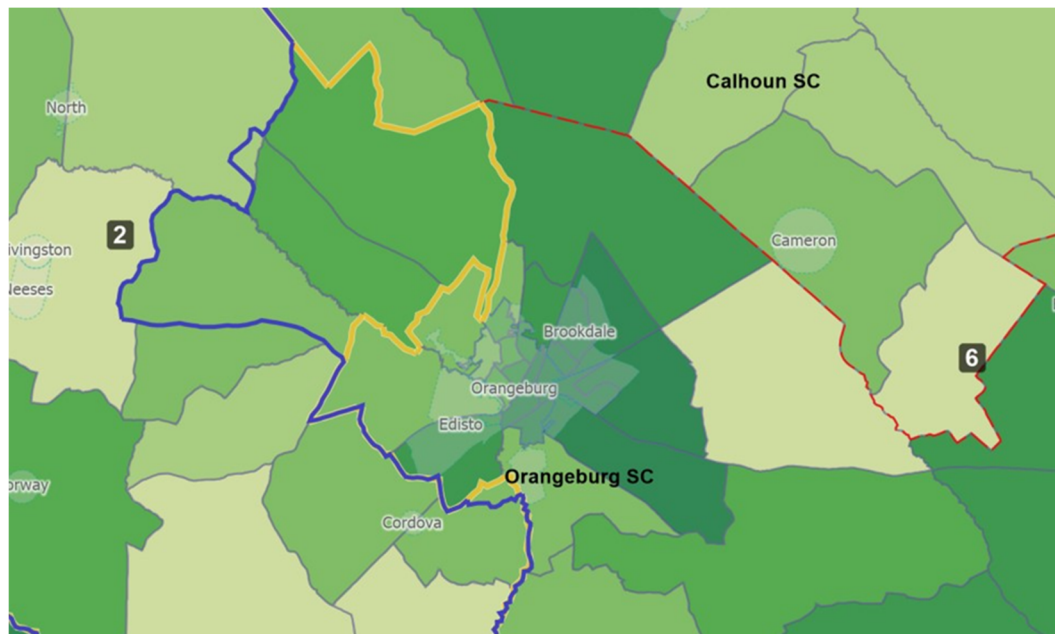 Calhoun SC
North
2
ivingston
Cameron
Neeses
Brookdale
6
Orangeburg
Edisto
Orangeburg SC
orway
Cordova